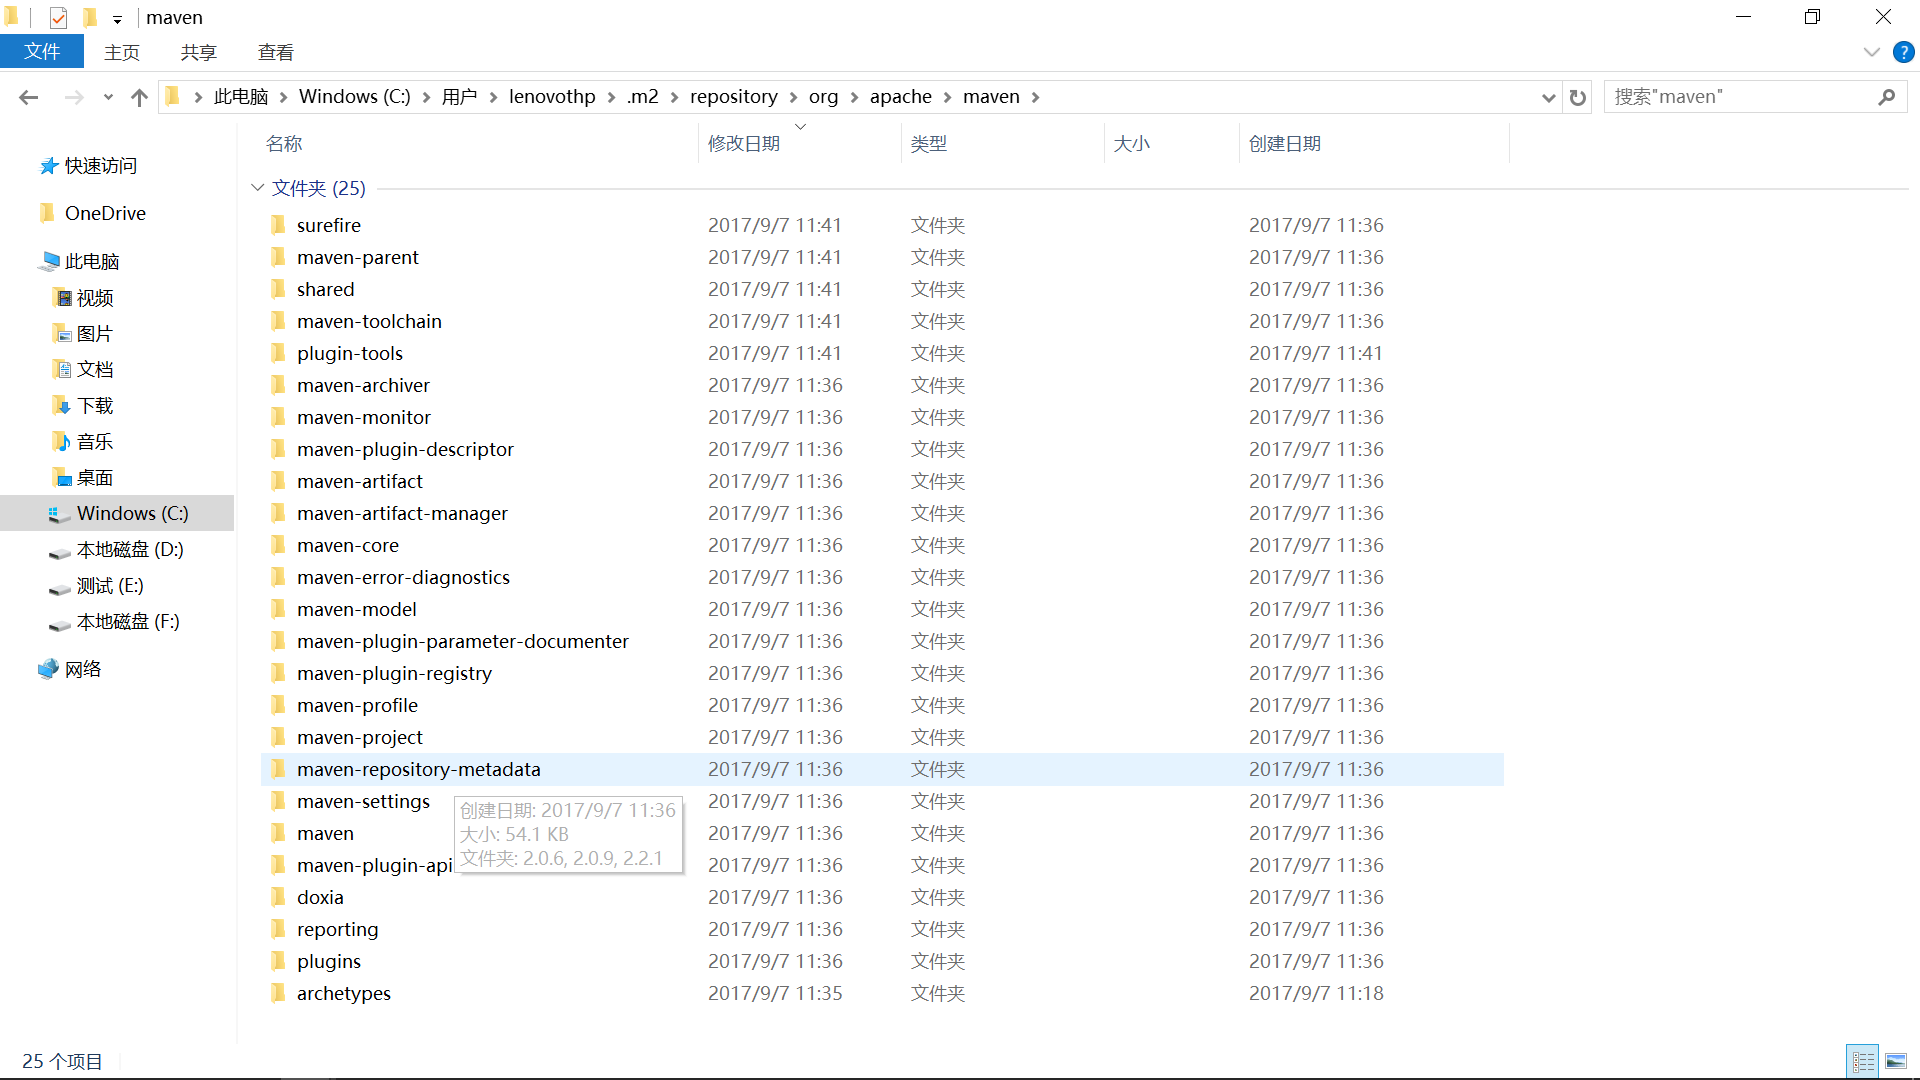 maven
文件 主页 共享 查看
此电脑 Windows (C:) 用户 lenovothp .m2 repository org apache maven
搜索"maven"
名称 修改日期 类型 大小 创建日期
快速访问
OneDrive
此电脑
视频
图片
文档
下载
音乐
桌面
Windows (C:)
本地磁盘 (D:)
测试 (E:)
本地磁盘 (F:)
网络
文件夹 (25)
surefire 2017/9/7 11:41 文件夹 2017/9/7 11:36
maven-parent 2017/9/7 11:41 文件夹 2017/9/7 11:36
shared 2017/9/7 11:41 文件夹 2017/9/7 11:36
maven-toolchain 2017/9/7 11:41 文件夹 2017/9/7 11:36
plugin-tools 2017/9/7 11:41 文件夹 2017/9/7 11:41
maven-archiver 2017/9/7 11:36 文件夹 2017/9/7 11:36
maven-monitor 2017/9/7 11:36 文件夹 2017/9/7 11:36
maven-plugin-descriptor 2017/9/7 11:36 文件夹 2017/9/7 11:36
maven-artifact 2017/9/7 11:36 文件夹 2017/9/7 11:36
maven-artifact-manager 2017/9/7 11:36 文件夹 2017/9/7 11:36
maven-core 2017/9/7 11:36 文件夹 2017/9/7 11:36
maven-error-diagnostics 2017/9/7 11:36 文件夹 2017/9/7 11:36
maven-model 2017/9/7 11:36 文件夹 2017/9/7 11:36
maven-plugin-parameter-documenter 2017/9/7 11:36 文件夹 2017/9/7 11:36
maven-plugin-registry 2017/9/7 11:36 文件夹 2017/9/7 11:36
maven-profile 2017/9/7 11:36 文件夹 2017/9/7 11:36
maven-project 2017/9/7 11:36 文件夹 2017/9/7 11:36
maven-repository-metadata 2017/9/7 11:36 文件夹 2017/9/7 11:36
maven-settings 2017/9/7 11:36 文件夹 2017/9/7 11:36
maven 2017/9/7 11:36 文件夹 2017/9/7 11:36
maven-plugin-api 2017/9/7 11:36 文件夹 2017/9/7 11:36
doxia 2017/9/7 11:36 文件夹 2017/9/7 11:36
reporting 2017/9/7 11:36 文件夹 2017/9/7 11:36
plugins 2017/9/7 11:36 文件夹 2017/9/7 11:36
archetypes 2017/9/7 11:35 文件夹 2017/9/7 11:18
创建日期: 2017/9/7 11:36
大小: 54.1 KB
文件夹: 2.0.6, 2.0.9, 2.2.1
25 个项目